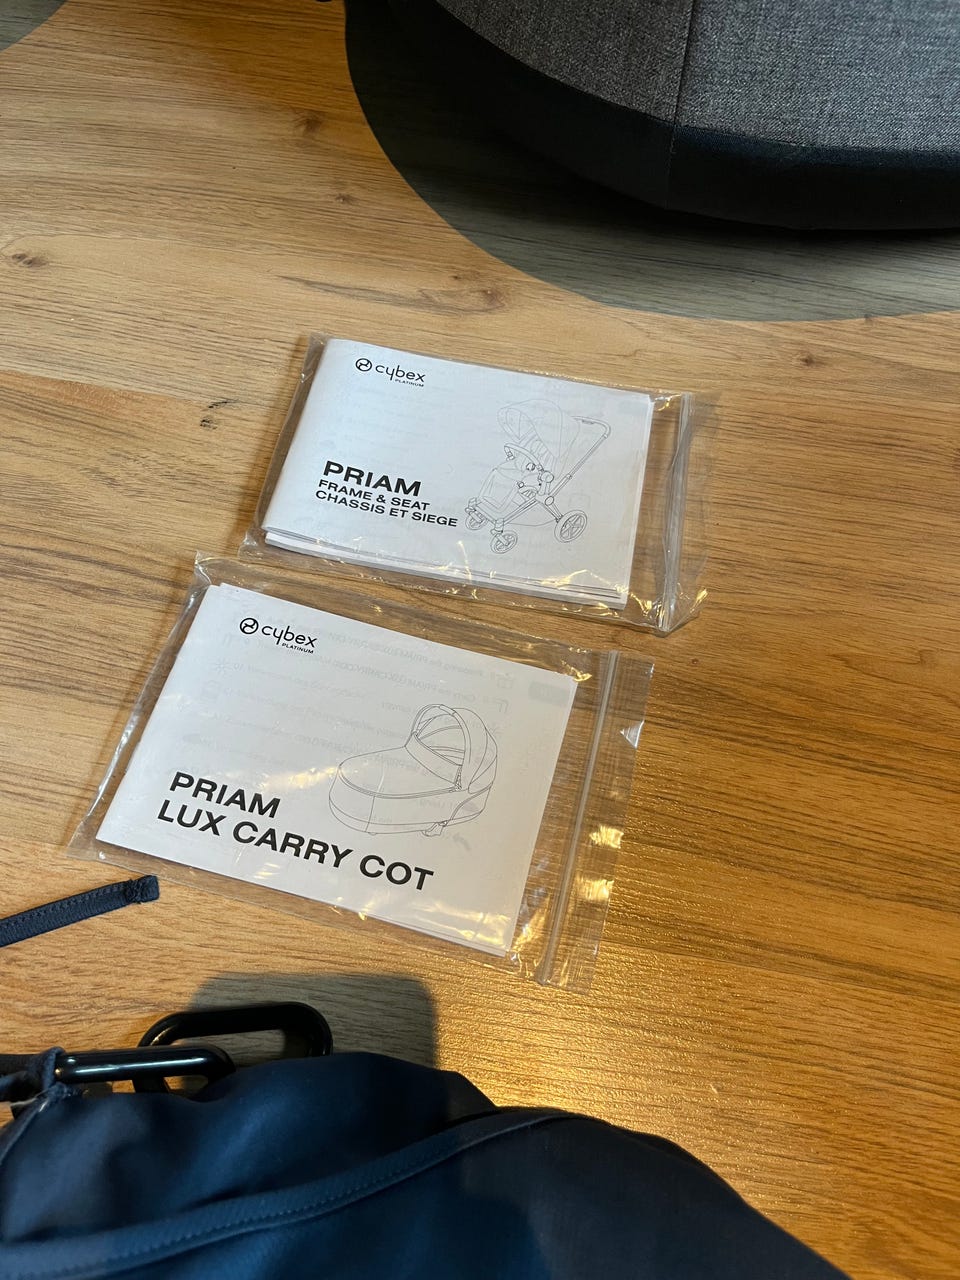 cybex
PLATINUM
PRIAM
FRAME & SEAT
CHASSIS ET SIEGE
cybex
PLATINUM
PRIAM
LUX CARRY COT